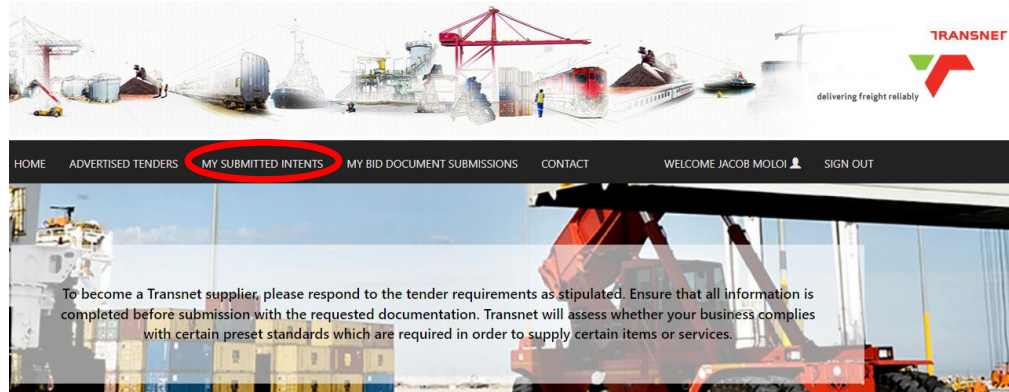 TRANSNET
delivering freight reliably
HOME ADVERTISED TENDERS MY SUBMITTED INTENTS MY BID DOCUMENT SUBMISSIONS CONTACT WELCOME JACOB MOLOI SIGN OUT
To become a Transnet supplier, please respond to the tender requirements as stipulated. Ensure that all information is
completed before submission with the requested documentation. Transnet will assess whether your business complies
with certain preset standards which are required in order to supply certain items or services.